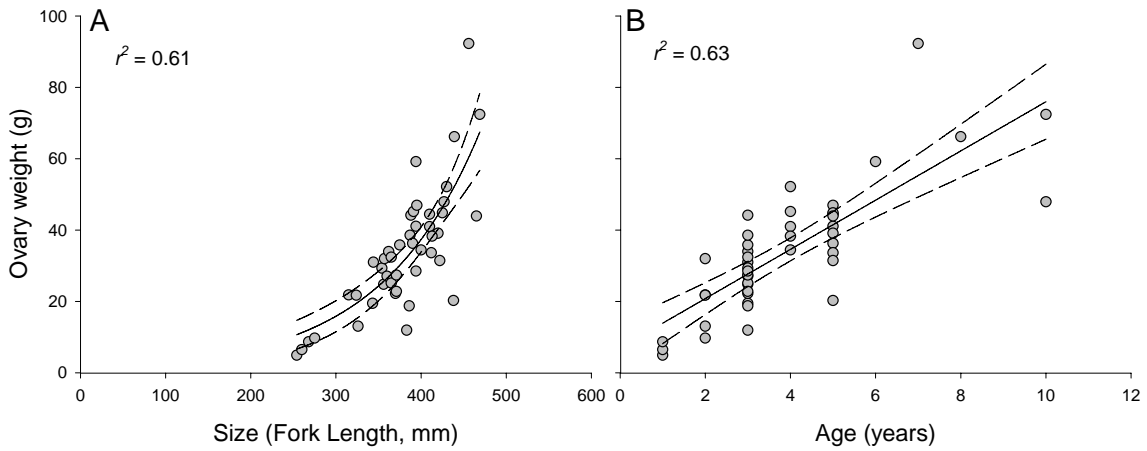 A
r² = 0.61
B
r² = 0.63
100
80
60
40
20
0
Ovary weight (g)
0 100 200 300 400 500 600
0 2 4 6 8 10 12
Size (Fork Length, mm)
Age (years)